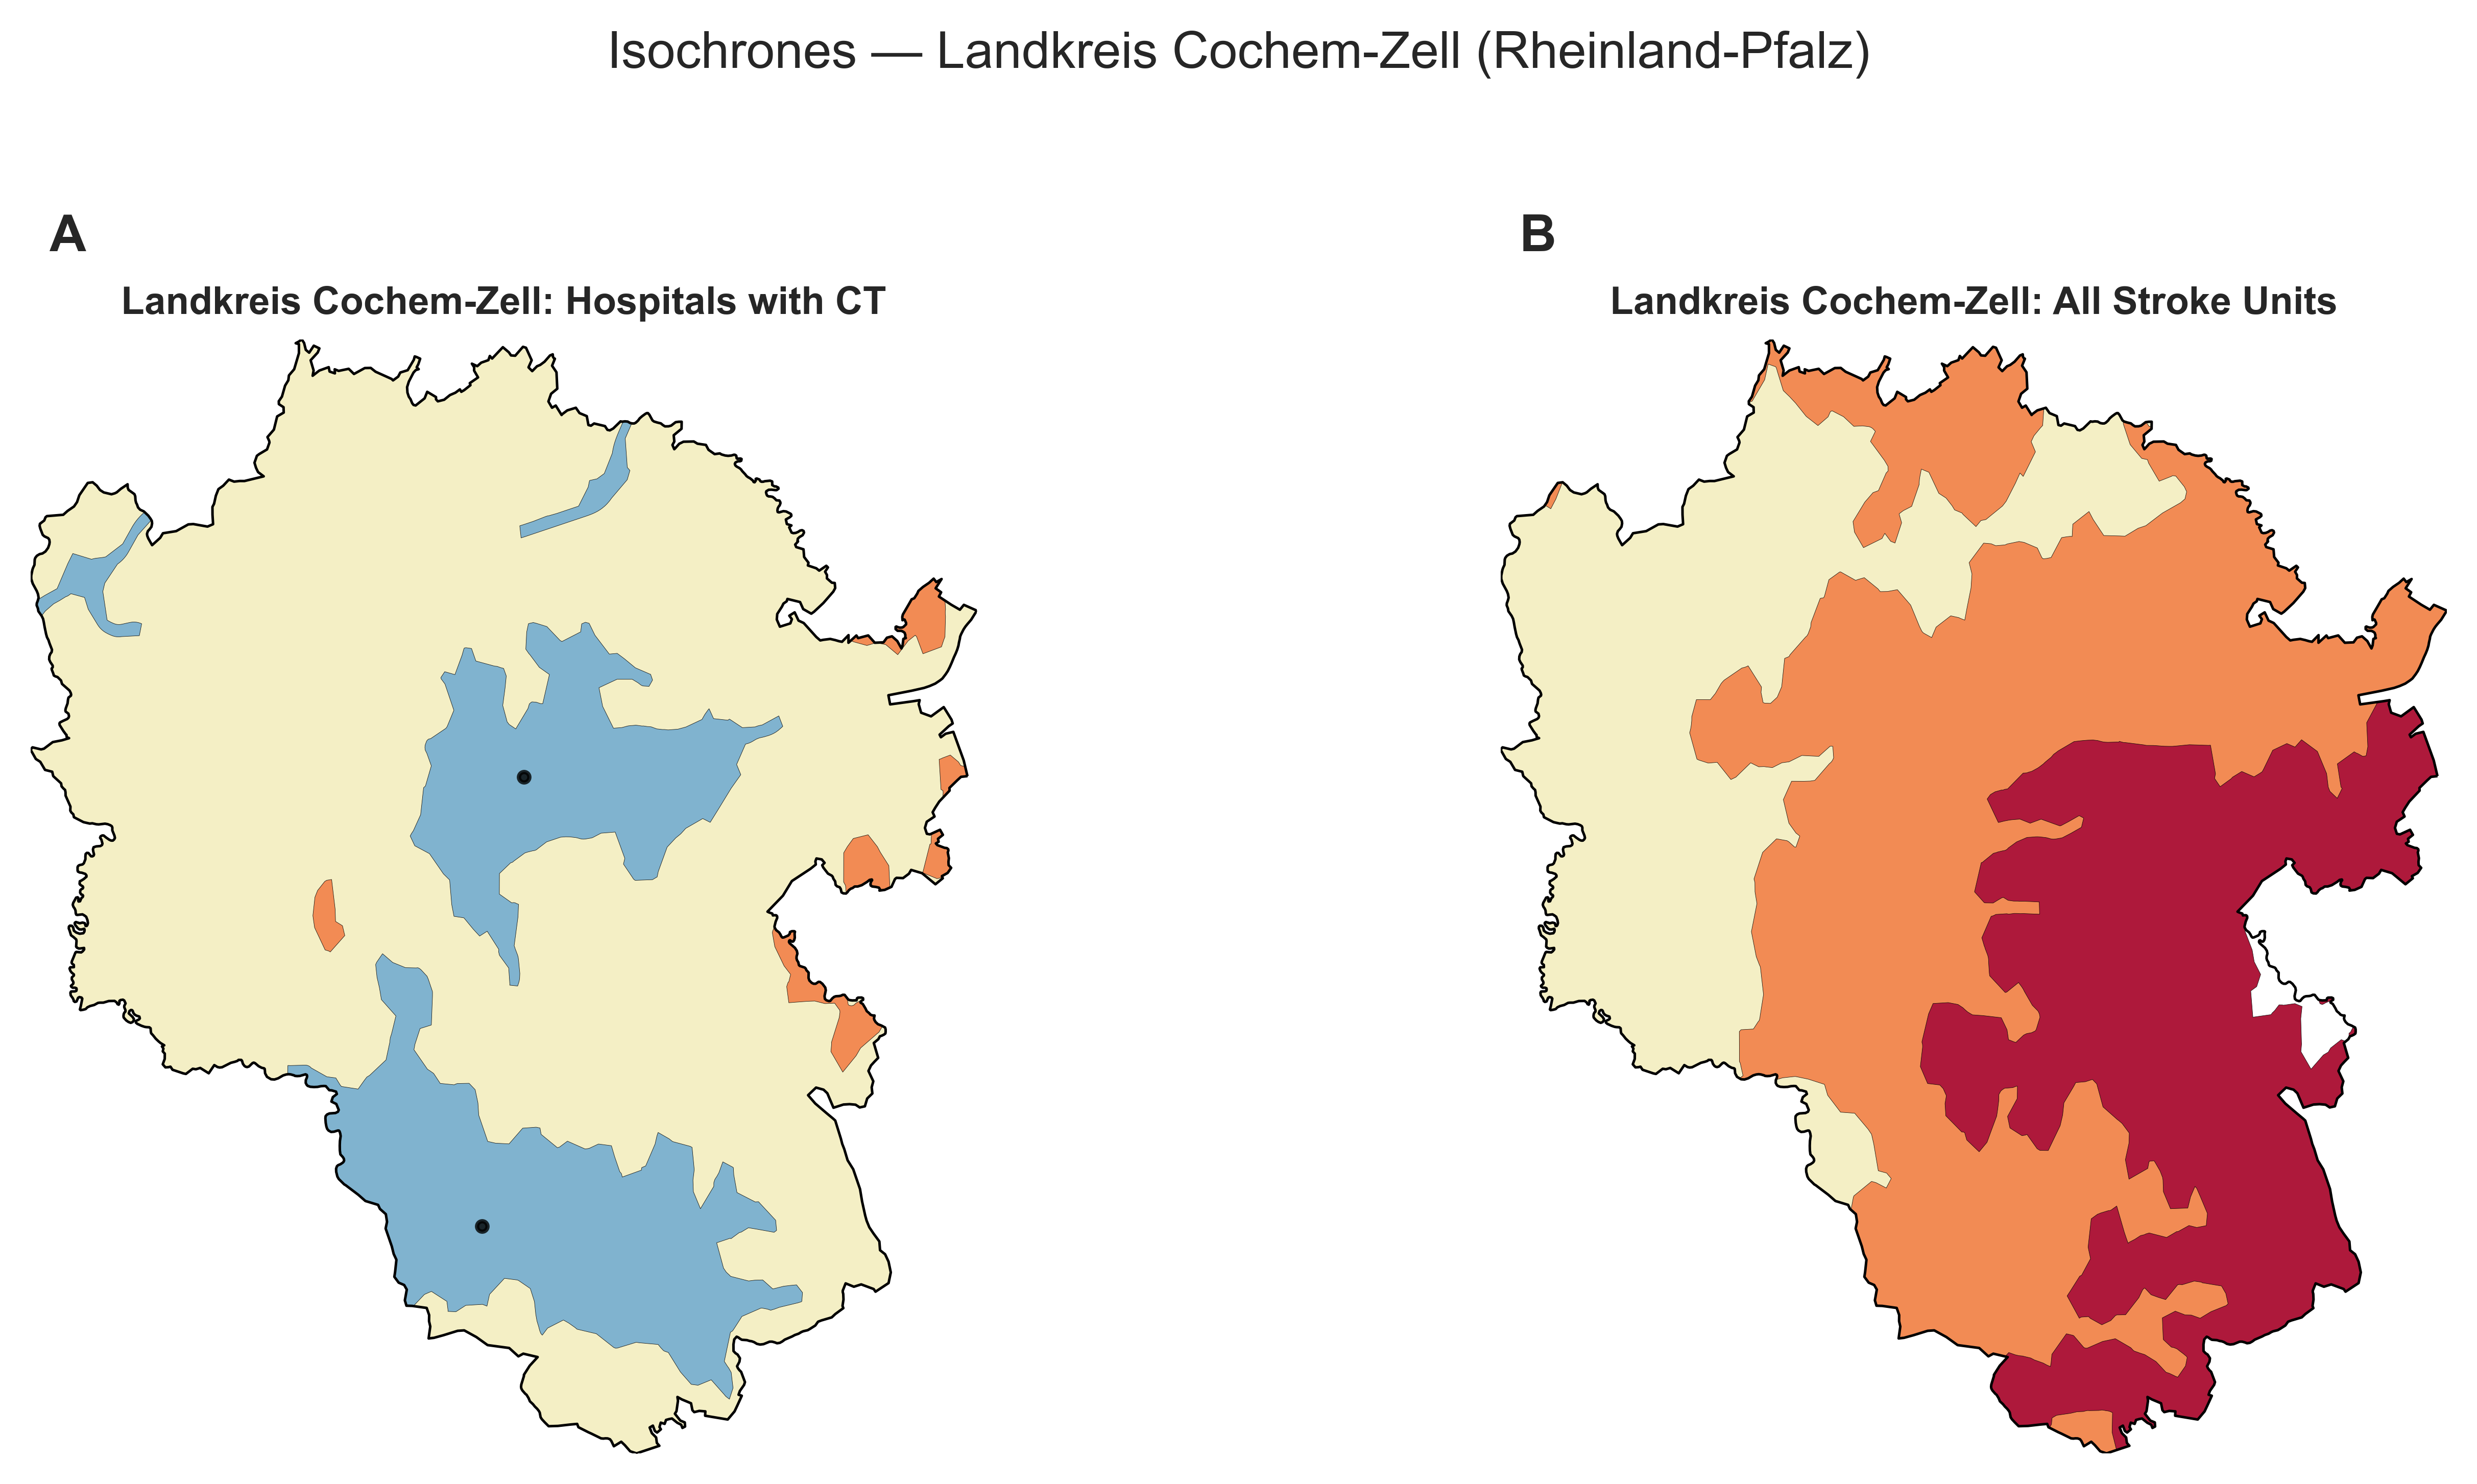 Isochrones — Landkreis Cochem-Zell (Rheinland-Pfalz)
A
Landkreis Cochem-Zell: Hospitals with CT
B
Landkreis Cochem-Zell: All Stroke Units